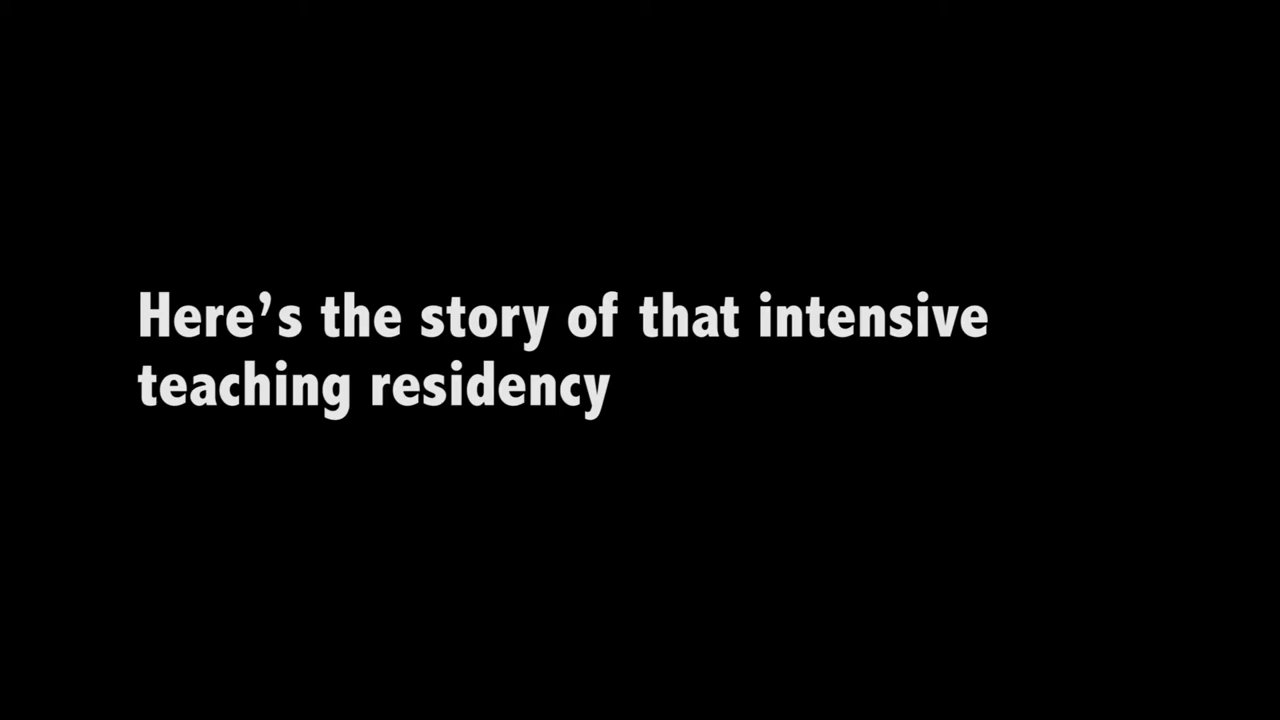 Here’s the story of that intensive
teaching residency